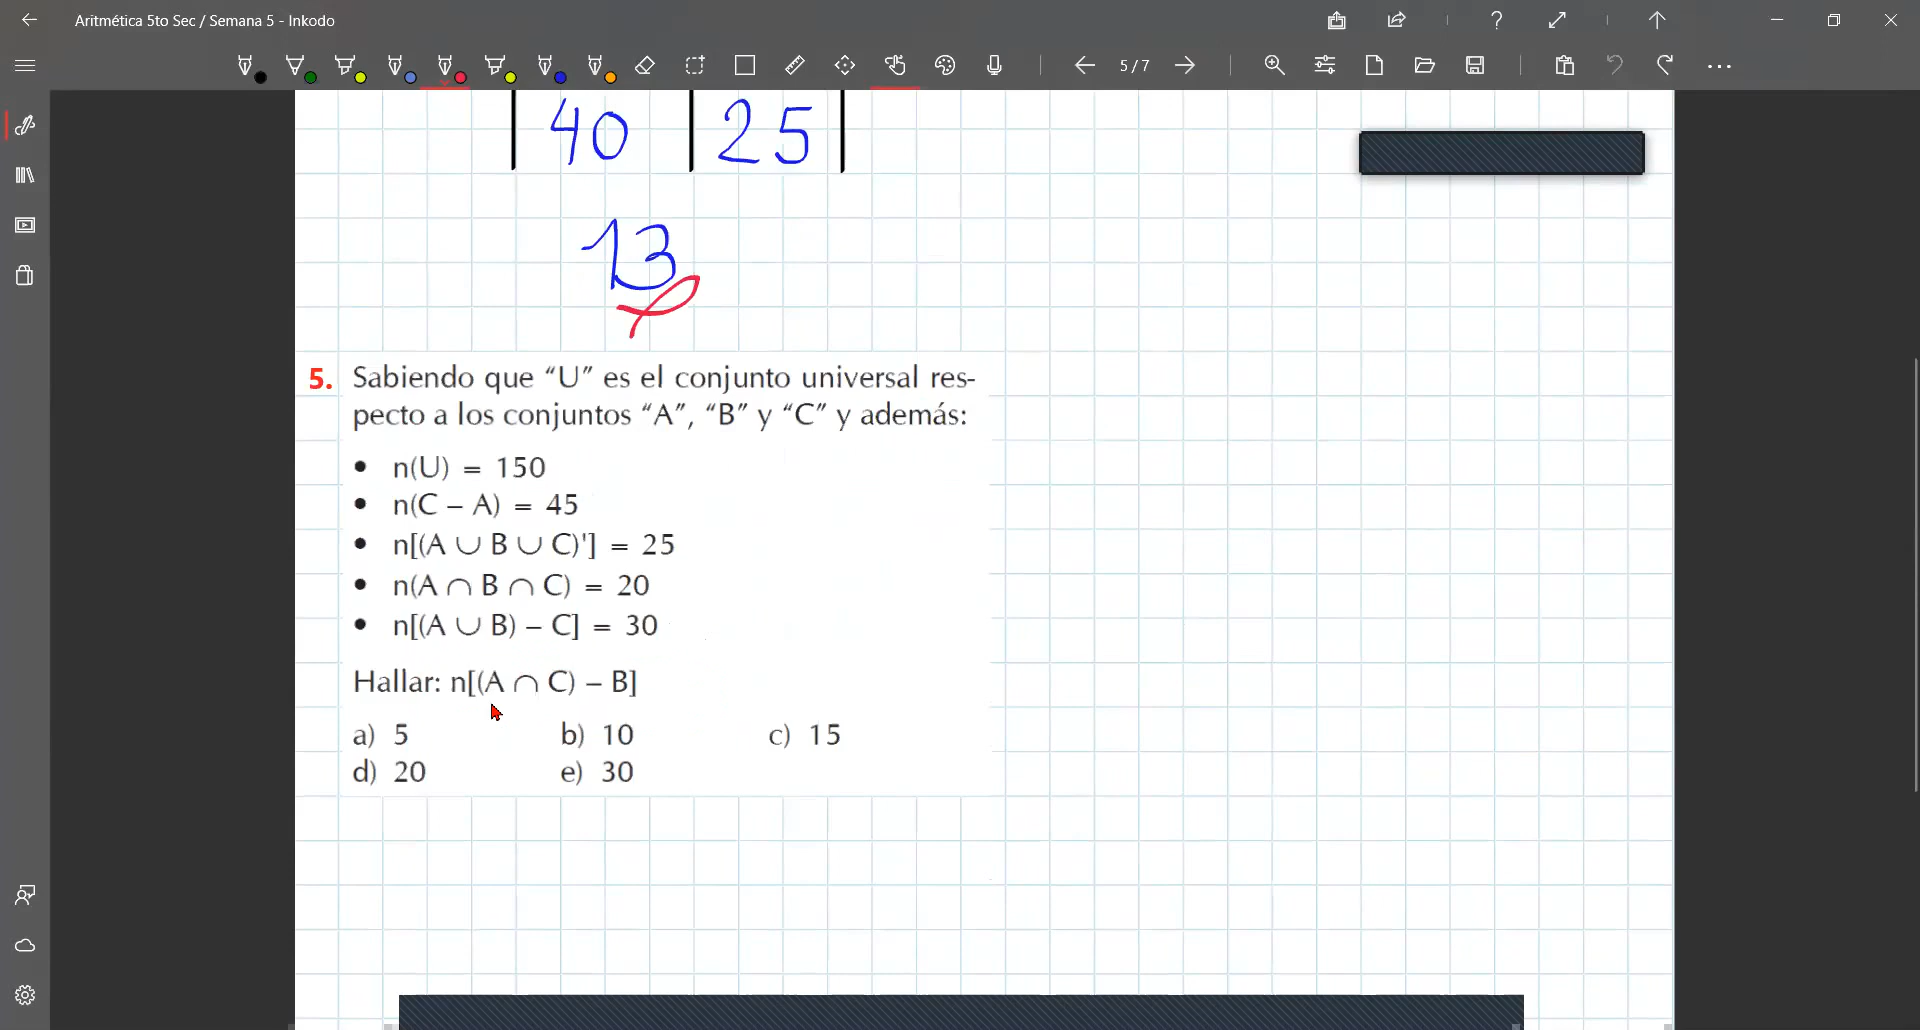 Aritmética 5to Sec / Semana 5 - Inkodo
5 / 7
40 25
13
5. Sabiendo que “U” es el conjunto universal res-
pecto a los conjuntos “A”, “B” y “C” y además:
• n(U) = 150
• n(C – A) = 45
• n[(A ∪ B ∪ C)'] = 25
• n(A ∩ B ∩ C) = 20
• n[(A ∪ B) – C] = 30
Hallar: n[(A ∩ C) – B]
a) 5 b) 10 c) 15
d) 20 e) 30